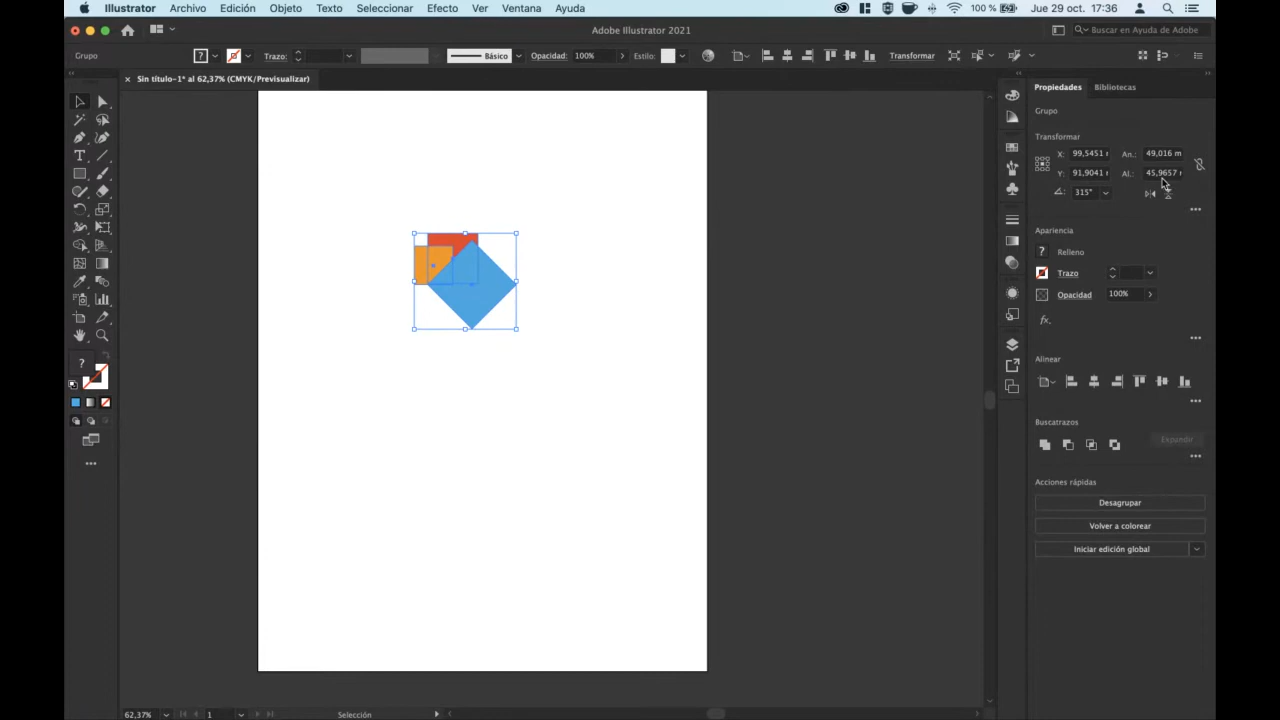 Illustrator Archivo Edición Objeto Texto Seleccionar Efecto Ver Ventana Ayuda 100 % Jue 29 oct. 17:36
Adobe Illustrator 2021 Buscar en Ayuda de Adobe
Grupo Trazo: Básico Opacidad: 100% Estilo: Transformar
× Sin título-1* al 62,37% (CMYK/Previsualizar)
Propiedades Bibliotecas
Grupo
Transformar
X: 99,5451 An.: 49,016 m
Y: 91,9041 Al.: 45,9657
315°
Apariencia
? Relleno
Trazo
Opacidad 100%
fx.
Alinear
Buscatrazos
Expandir
Acciones rápidas
Desagrupar
Volver a colorear
Iniciar edición global
?
62,37% 1 Selección